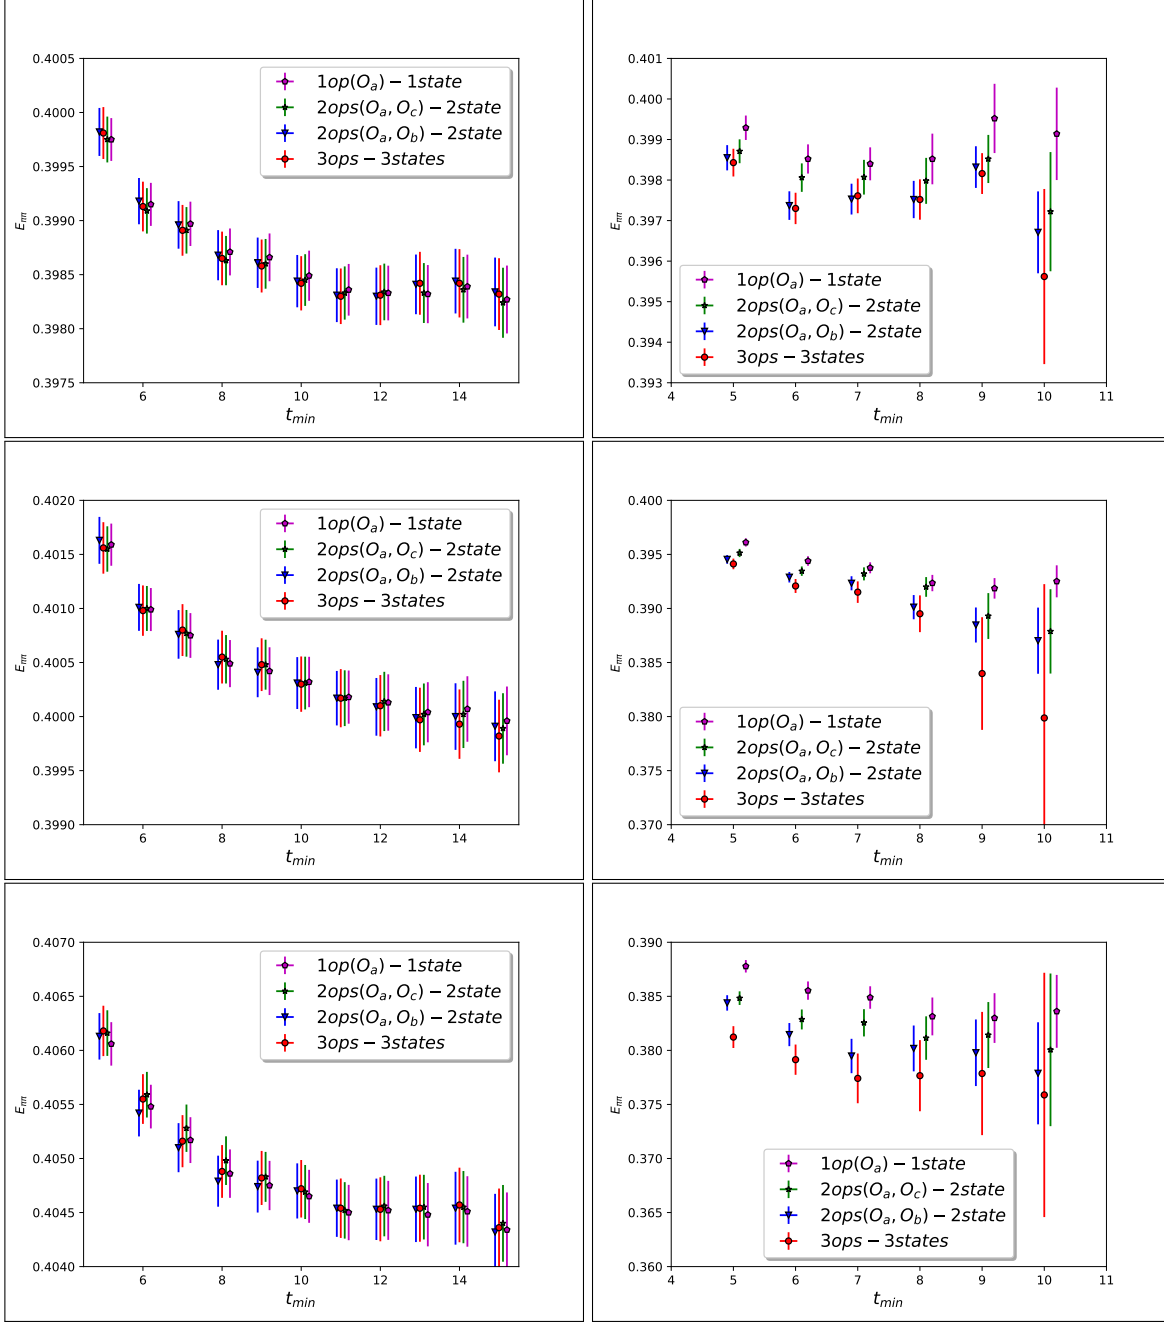 0.4005
0.4000
0.3995
0.3990
0.3985
0.3980
0.3975
E_ππ
1op(O_a) − 1state
2ops(O_a, O_c) − 2state
2ops(O_a, O_b) − 2state
3ops − 3states
6 8 10 12 14
t_min
0.401
0.400
0.399
0.398
0.397
0.396
0.395
0.394
0.393
E_ππ
1op(O_a) − 1state
2ops(O_a, O_c) − 2state
2ops(O_a, O_b) − 2state
3ops − 3states
4 5 6 7 8 9 10 11
t_min
0.4020
0.4015
0.4010
0.4005
0.4000
0.3995
0.3990
E_ππ
1op(O_a) − 1state
2ops(O_a, O_c) − 2state
2ops(O_a, O_b) − 2state
3ops − 3states
6 8 10 12 14
t_min
0.400
0.395
0.390
0.385
0.380
0.375
0.370
E_ππ
1op(O_a) − 1state
2ops(O_a, O_c) − 2state
2ops(O_a, O_b) − 2state
3ops − 3states
4 5 6 7 8 9 10 11
t_min
0.4070
0.4065
0.4060
0.4055
0.4050
0.4045
0.4040
E_ππ
1op(O_a) − 1state
2ops(O_a, O_c) − 2state
2ops(O_a, O_b) − 2state
3ops − 3states
6 8 10 12 14
t_min
0.390
0.385
0.380
0.375
0.370
0.365
0.360
E_ππ
1op(O_a) − 1state
2ops(O_a, O_c) − 2state
2ops(O_a, O_b) − 2state
3ops − 3states
4 5 6 7 8 9 10 11
t_min